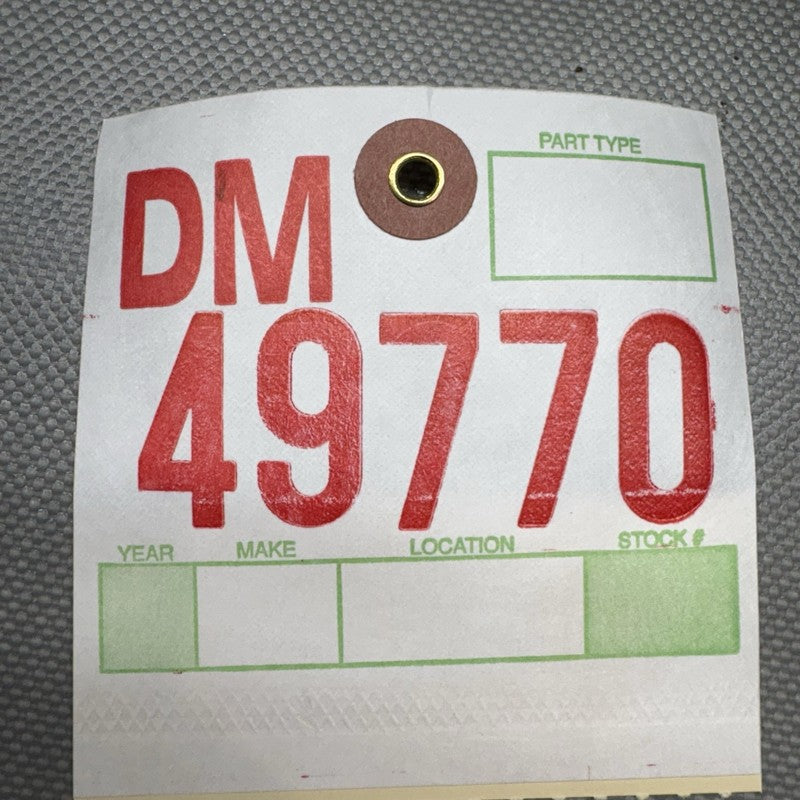 DM
PART TYPE
49770
YEAR MAKE LOCATION STOCK #